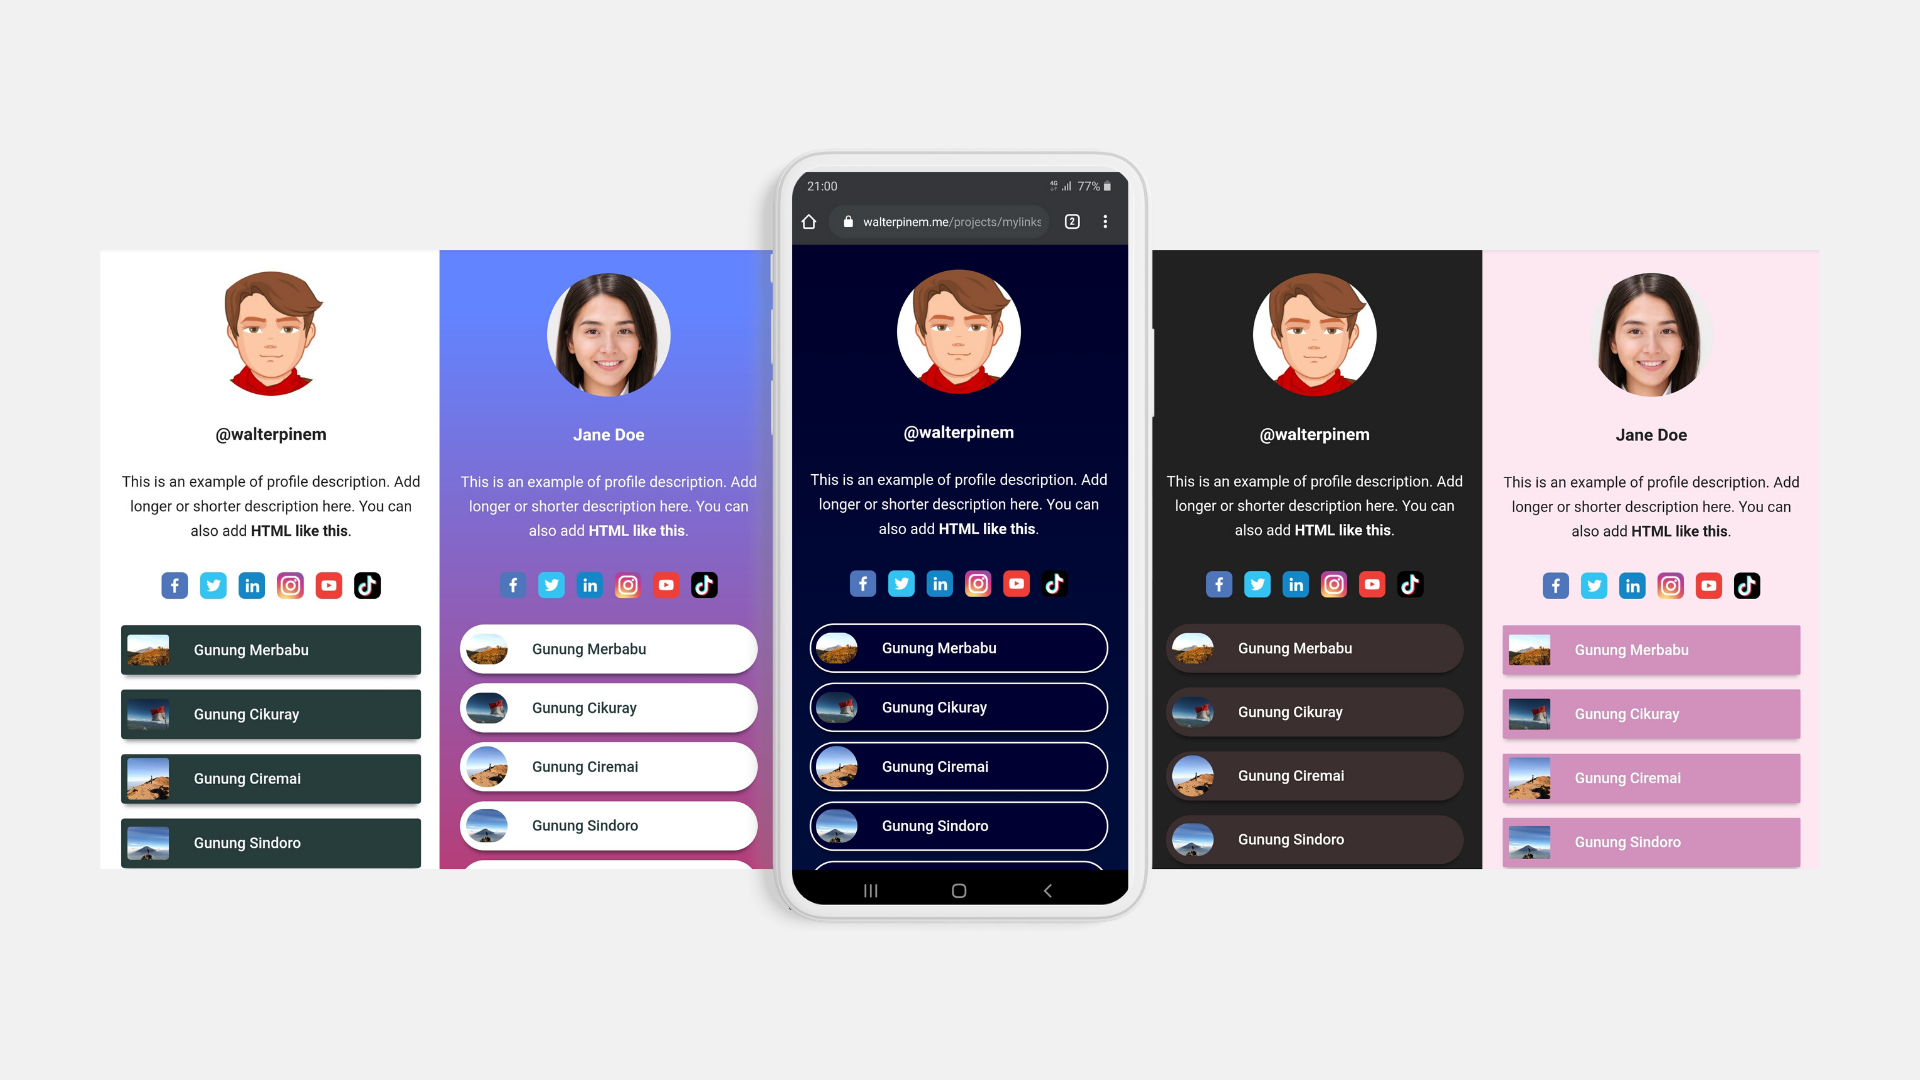 @walterpinem
This is an example of profile description. Add
longer or shorter description here. You can
also add HTML like this.
Gunung Merbabu
Gunung Cikuray
Gunung Ciremai
Gunung Sindoro
Jane Doe
This is an example of profile description. Add
longer or shorter description here. You can
also add HTML like this.
Gunung Merbabu
Gunung Cikuray
Gunung Ciremai
Gunung Sindoro
21:00
4G
77%
walterpinem.me/projects/mylinks
2
@walterpinem
This is an example of profile description. Add
longer or shorter description here. You can
also add HTML like this.
Gunung Merbabu
Gunung Cikuray
Gunung Ciremai
Gunung Sindoro
@walterpinem
This is an example of profile description. Add
longer or shorter description here. You can
also add HTML like this.
Gunung Merbabu
Gunung Cikuray
Gunung Ciremai
Gunung Sindoro
Jane Doe
This is an example of profile description. Add
longer or shorter description here. You can
also add HTML like this.
Gunung Merbabu
Gunung Cikuray
Gunung Ciremai
Gunung Sindoro